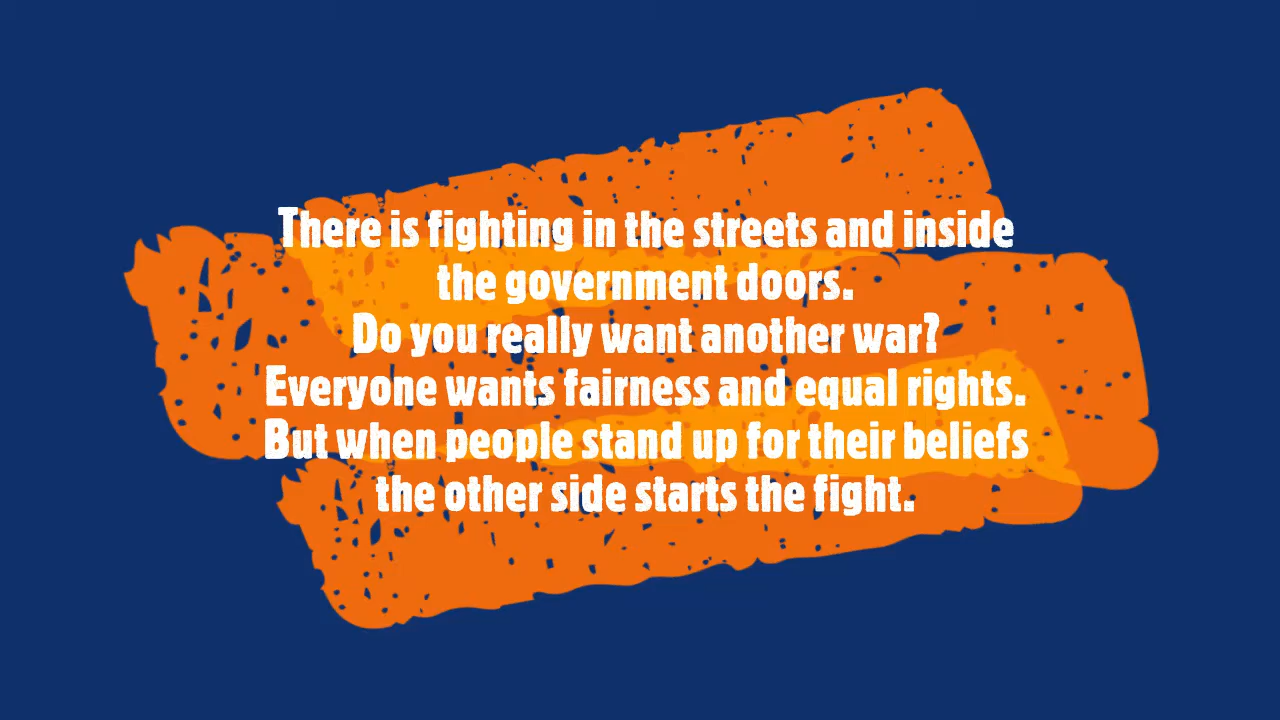 There is fighting in the streets and inside
the government doors.
Do you really want another war?
Everyone wants fairness and equal rights.
But when people stand up for their beliefs
the other side starts the fight.